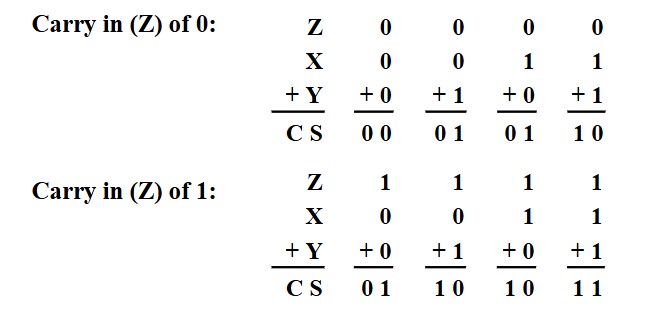 Carry in (Z) of 0: Z 0 0 0 0
X 0 0 1 1
+ Y + 0 + 1 + 0 + 1
C S 0 0 0 1 0 1 1 0
Carry in (Z) of 1: Z 1 1 1 1
X 0 0 1 1
+ Y + 0 + 1 + 0 + 1
C S 0 1 1 0 1 0 1 1